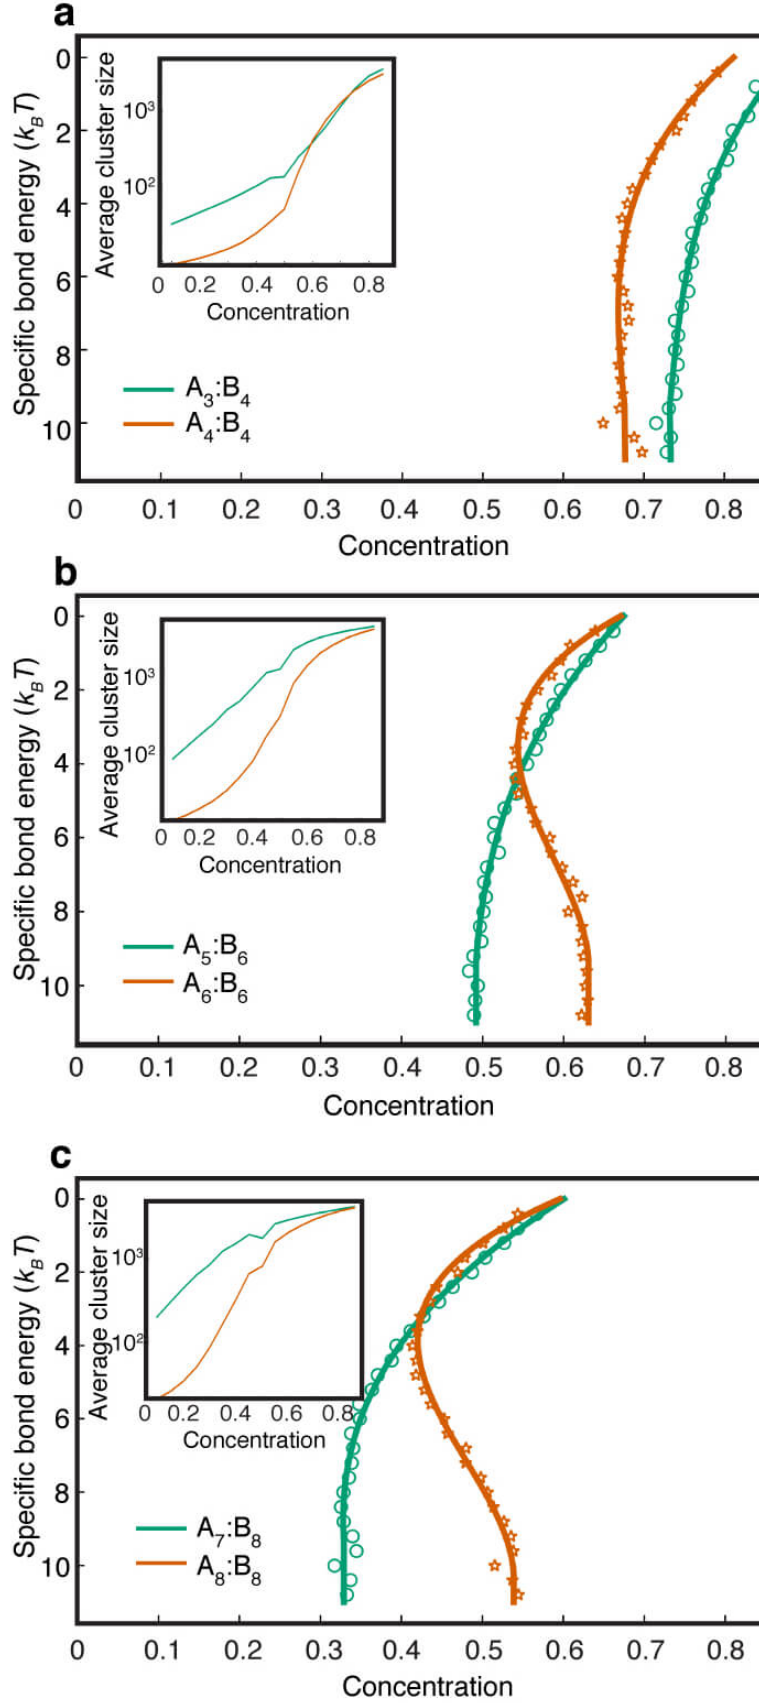 a
Specific bond energy (kBT)
0
2
4
6
8
10
Average cluster size
10³
10²
0 0.2 0.4 0.6 0.8
Concentration
A3:B4
A4:B4
0 0.1 0.2 0.3 0.4 0.5 0.6 0.7 0.8
Concentration
b
Specific bond energy (kBT)
0
2
4
6
8
10
Average cluster size
10³
10²
0 0.2 0.4 0.6 0.8
Concentration
A5:B6
A6:B6
0 0.1 0.2 0.3 0.4 0.5 0.6 0.7 0.8
Concentration
c
Specific bond energy (kBT)
0
2
4
6
8
10
Average cluster size
10³
10²
0 0.2 0.4 0.6 0.8
Concentration
A7:B8
A8:B8
0 0.1 0.2 0.3 0.4 0.5 0.6 0.7 0.8
Concentration